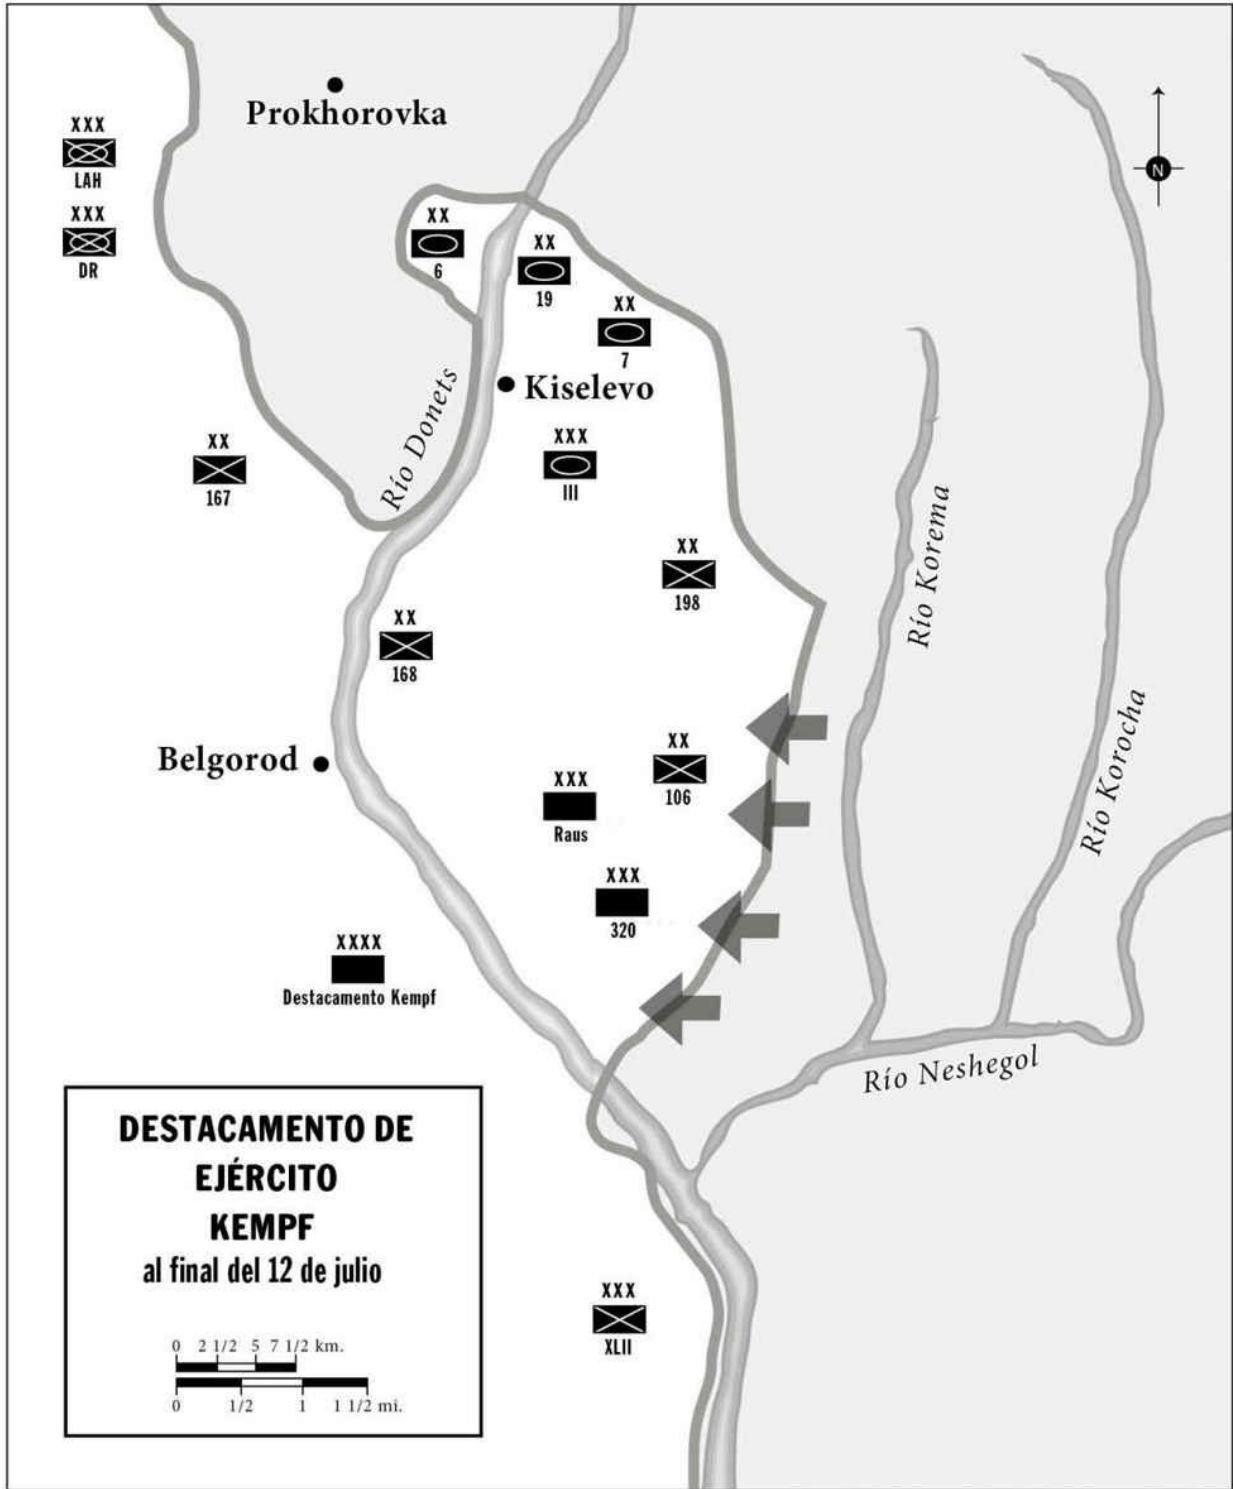 Prokhorovka
XXX
LAH
XXX
DR
XX
6
XX
19
XX
7
N
Kiselevo
Río Donets
XX
167
XXX
III
XX
198
XX
168
Río Korema
Río Korocha
Belgorod
XX
106
XXX
Raus
XXX
320
XXXX
Destacamento Kempf
Río Neshegol
DESTACAMENTO DE
EJÉRCITO
KEMPF
al final del 12 de julio
0 2 1/2 5 7 1/2 km.
0 1/2 1 1 1/2 mi.
XXX
XLII